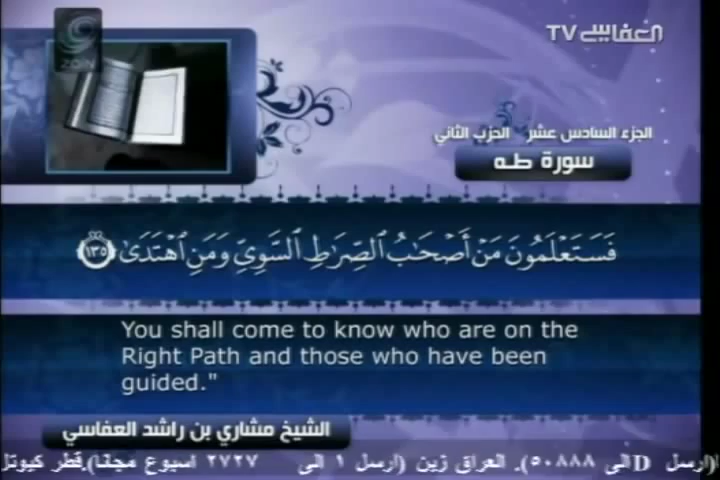 ZOIN
العفاسي TV
الجزء السادس عشر الحزب الثاني
سورة طه
فَسَتَعْلَمُونَ مَنْ أَصْحَٰبُ ٱلصِّرَٰطِ ٱلسَّوِىِّ وَمَنِ ٱهْتَدَىٰ ١٣٥
You shall come to know who are on the
Right Path and those who have been
guided."
الشيخ مشاري بن راشد العفاسي
(ارسل D الى ٥٠٨٨٨). العراق زين (ارسل ١ الى ٢٧٢٧ اسبوع مجانا).قطر كيوتل